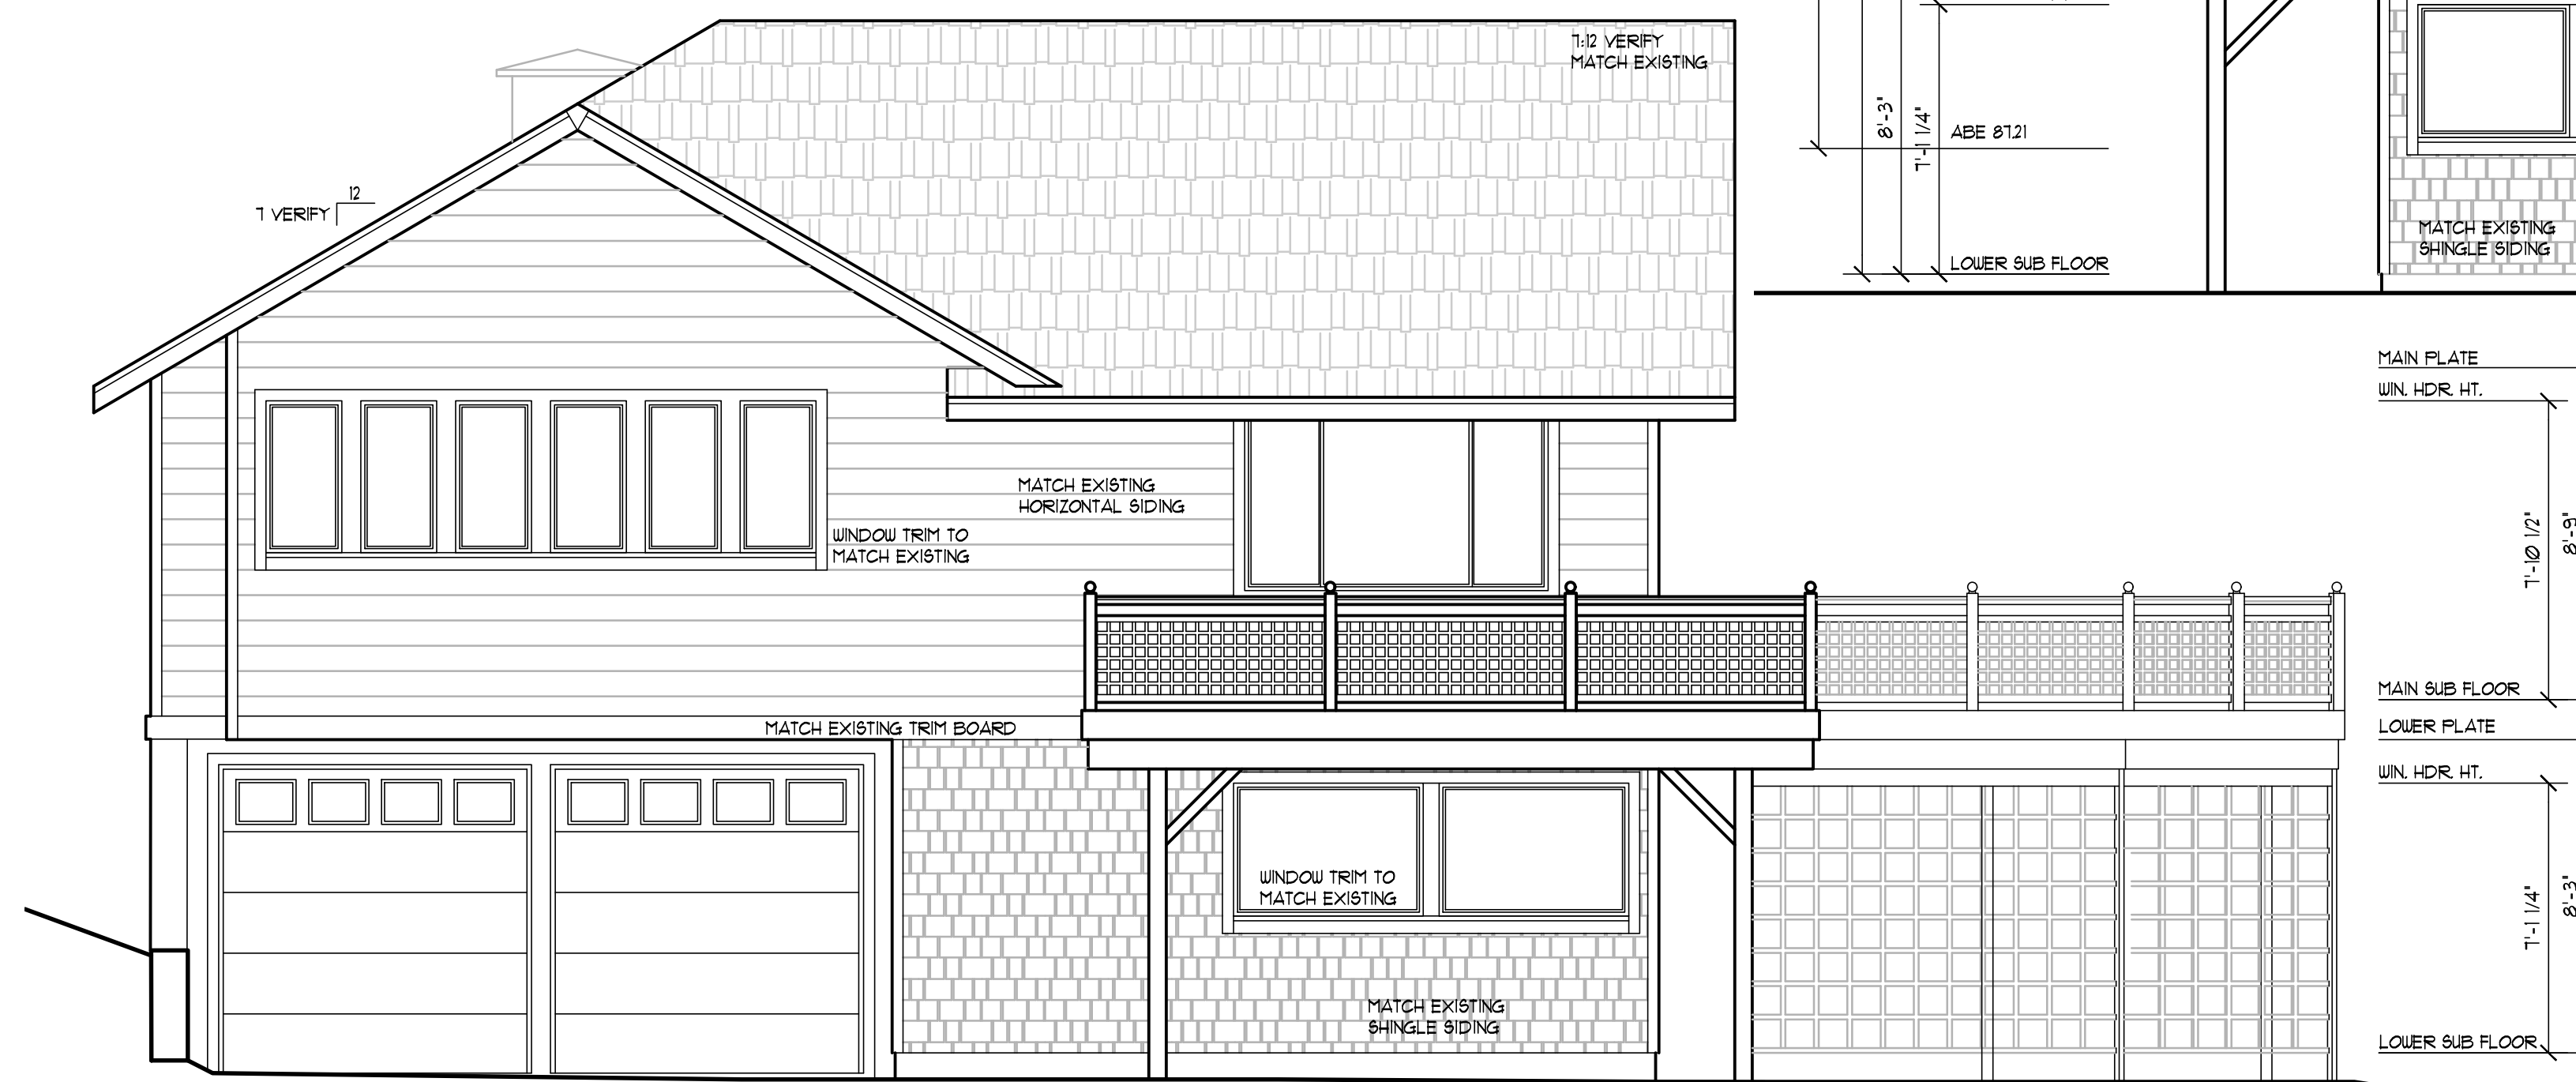 7:12 VERIFY
MATCH EXISTING
12
7 VERIFY
8'-3"
7'-1 1/4"
ABE 87.21
LOWER SUB FLOOR
MATCH EXISTING
SHINGLE SIDING
MATCH EXISTING
HORIZONTAL SIDING
WINDOW TRIM TO
MATCH EXISTING
MATCH EXISTING TRIM BOARD
WINDOW TRIM TO
MATCH EXISTING
MATCH EXISTING
SHINGLE SIDING
MAIN PLATE
WIN. HDR. HT.
7'-10 1/2"
8'-9"
MAIN SUB FLOOR
LOWER PLATE
WIN. HDR. HT.
7'-1 1/4"
8'-3"
LOWER SUB FLOOR